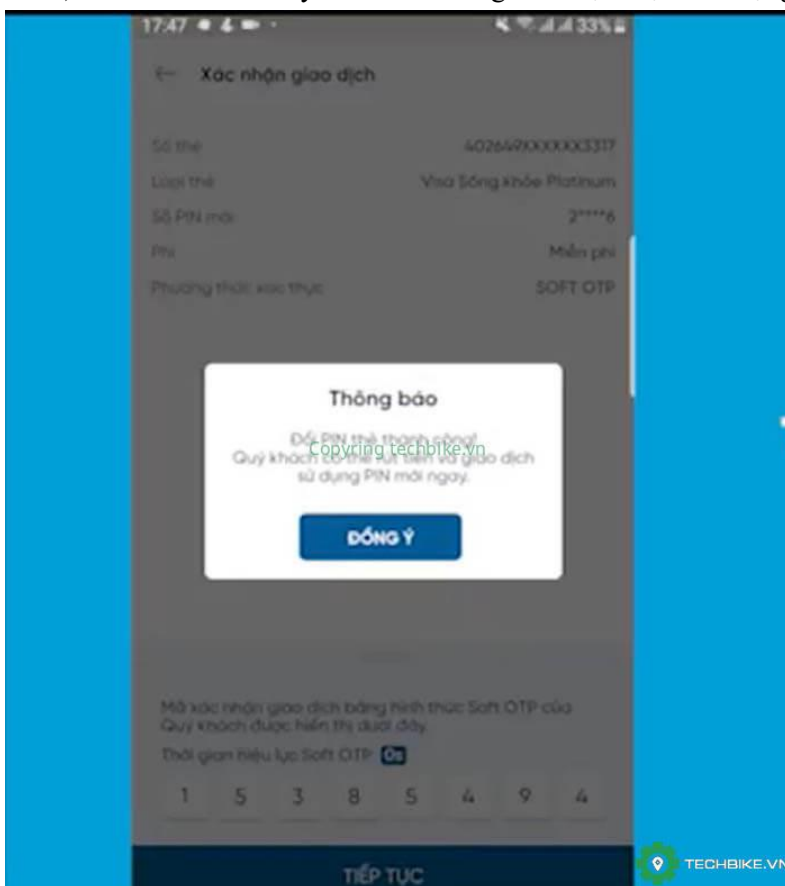 17:47
33%
Xác nhận giao dịch
Số thẻ 402649XXXXXX3317
Loại thẻ Visa Sống khỏe Platinum
Số PIN mới 2****6
Phí Miễn phí
Phương thức xác thực SOFT OTP
Thông báo
Đổi PIN thẻ thành công!
Copyring techbike.vn
Quý khách có thể rút tiền và giao dịch
sử dụng PIN mới ngay.
ĐỒNG Ý
Mã xác nhận giao dịch bằng hình thức Soft OTP của
Quý khách được hiển thị dưới đây.
Thời gian hiệu lực Soft OTP: 0s
1 5 3 8 5 4 9 4
TIẾP TỤC
TECHBIKE.VN